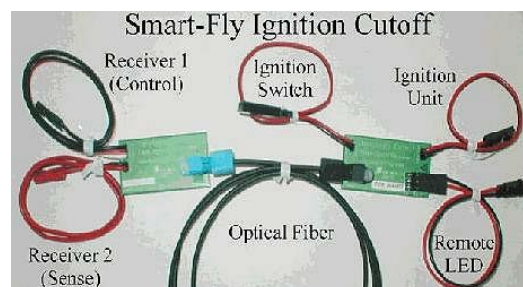 Smart-Fly Ignition Cutoff
Receiver 1
(Control)
Ignition
Switch
Ignition
Unit
Optical Fiber
Receiver 2
(Sense)
Remote
LED